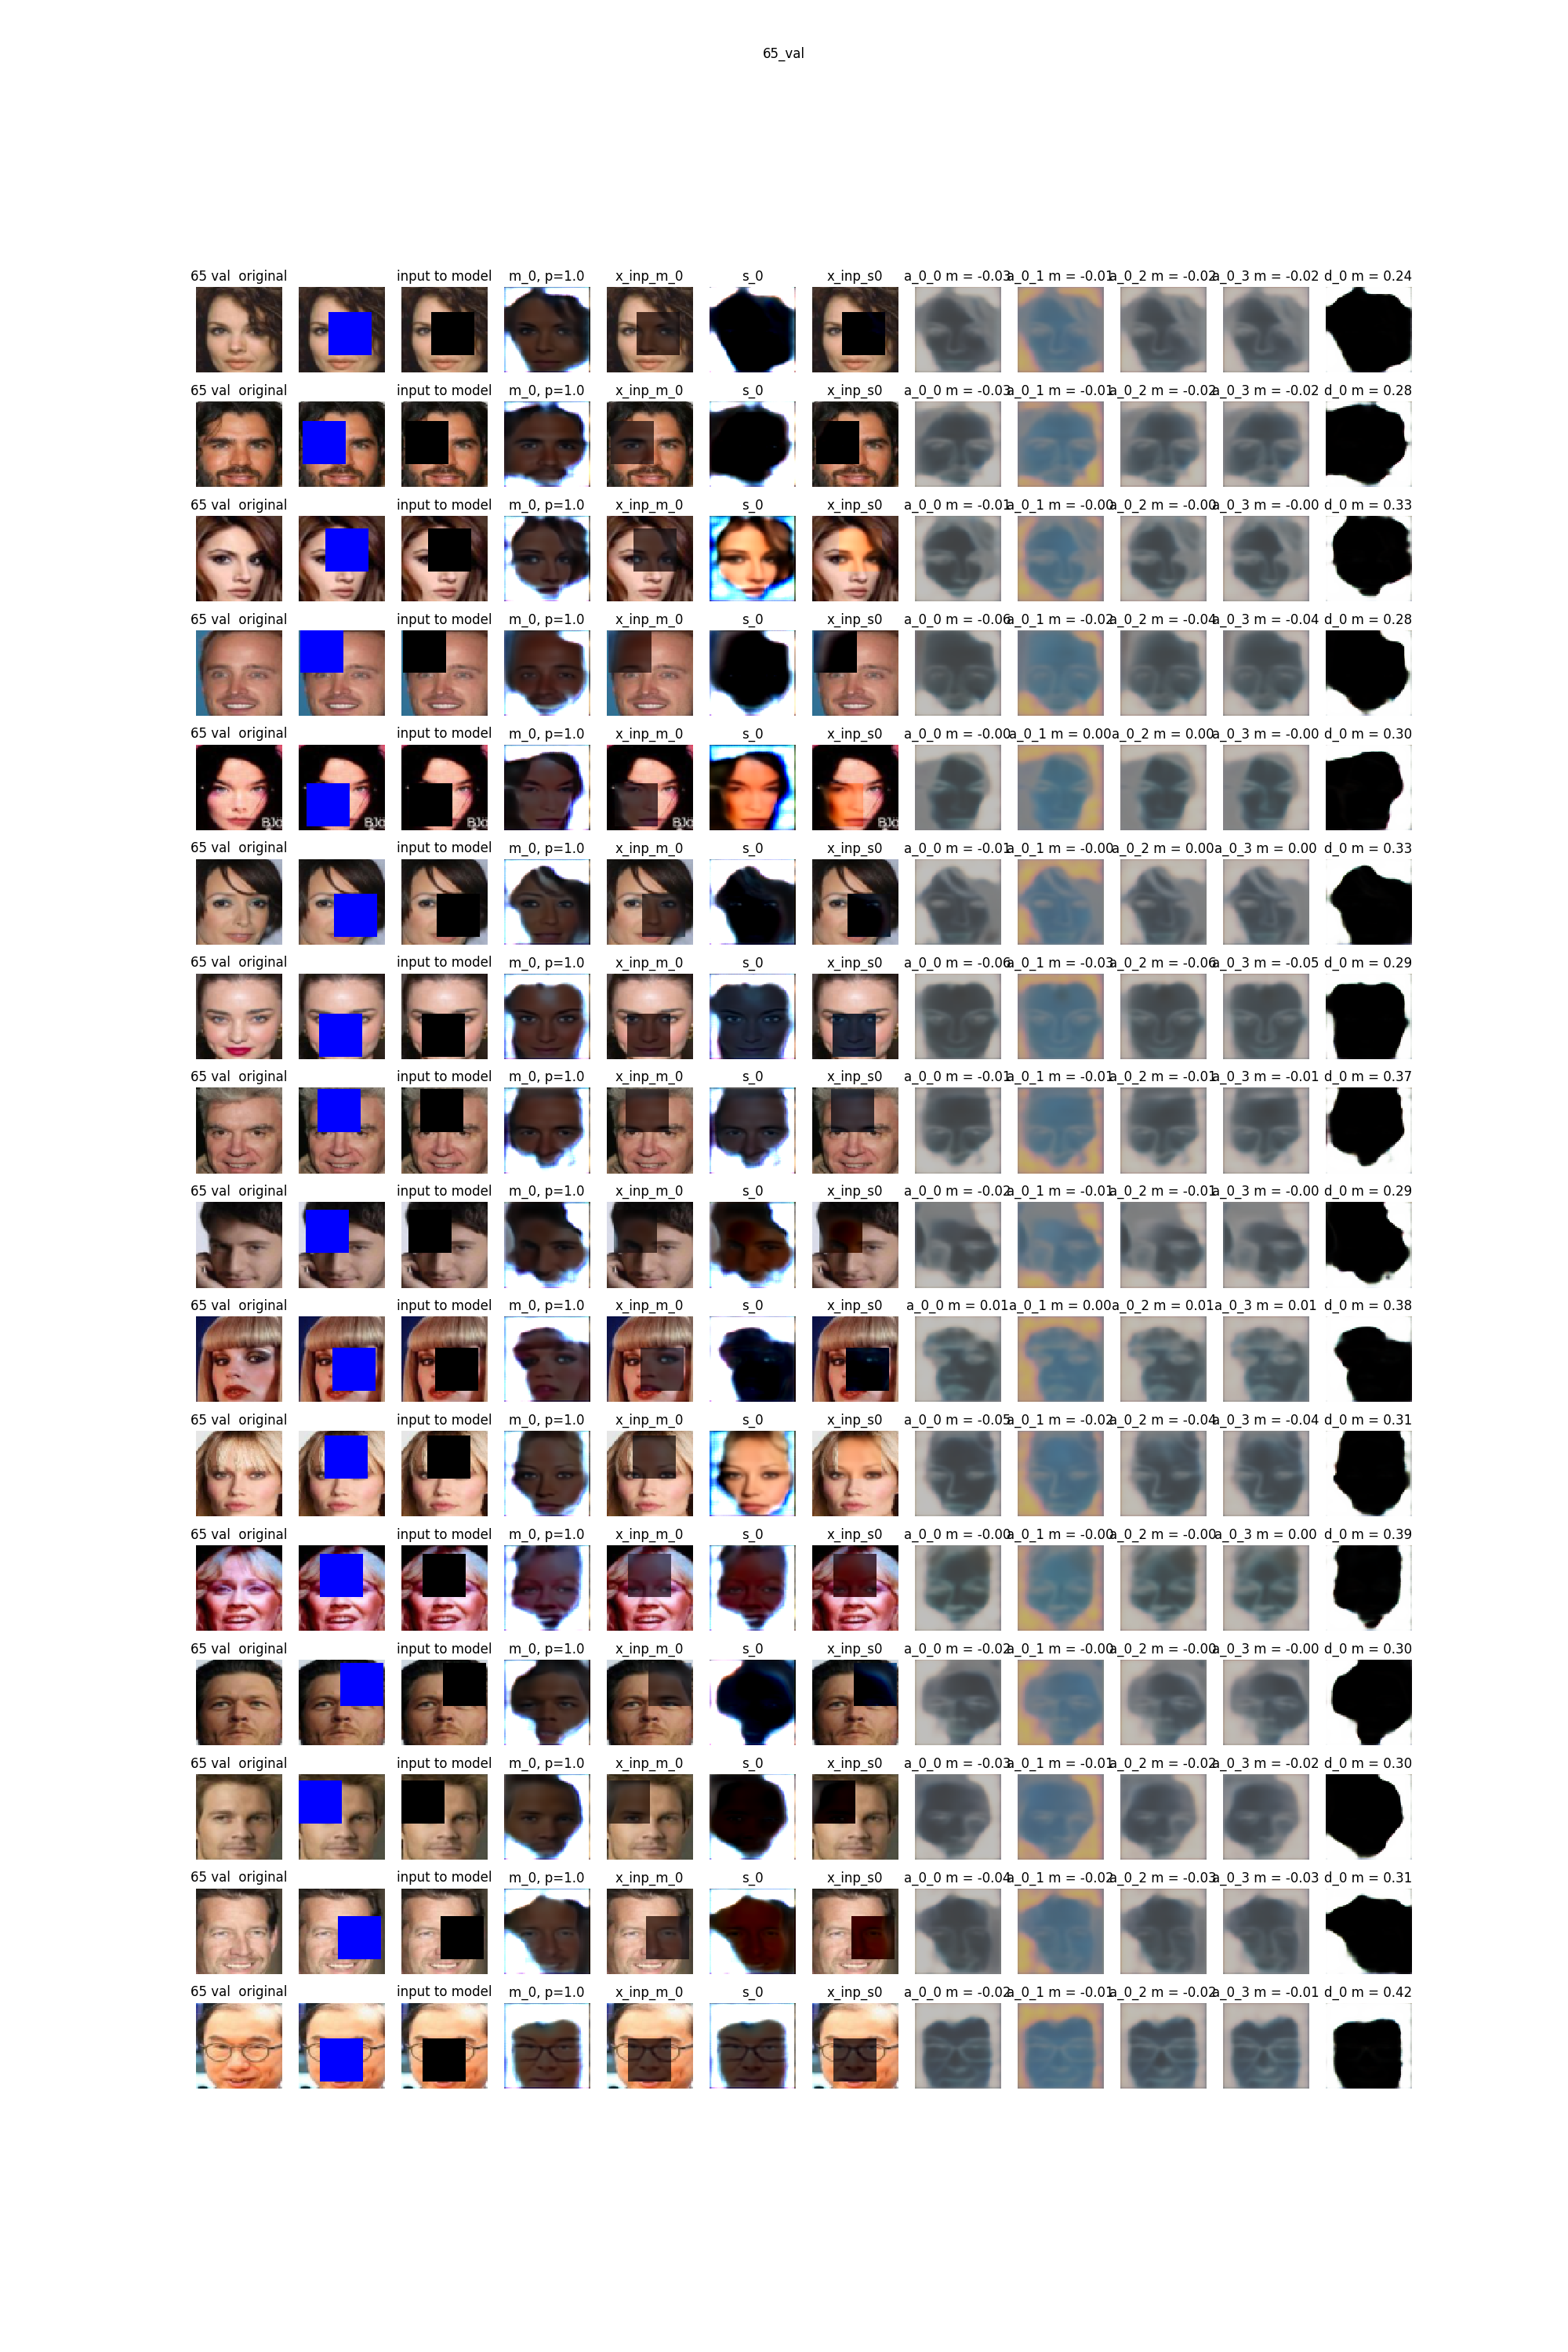 65_val
65 val original input to model m_0, p=1.0 x_inp_m_0 s_0 x_inp_s0 a_0_0 m = -0.03 a_0_1 m = -0.01 a_0_2 m = -0.02 a_0_3 m = -0.02 d_0 m = 0.24
65 val original input to model m_0, p=1.0 x_inp_m_0 s_0 x_inp_s0 a_0_0 m = -0.03 a_0_1 m = -0.01 a_0_2 m = -0.02 a_0_3 m = -0.02 d_0 m = 0.28
65 val original input to model m_0, p=1.0 x_inp_m_0 s_0 x_inp_s0 a_0_0 m = -0.01 a_0_1 m = -0.00 a_0_2 m = -0.00 a_0_3 m = -0.00 d_0 m = 0.33
65 val original input to model m_0, p=1.0 x_inp_m_0 s_0 x_inp_s0 a_0_0 m = -0.06 a_0_1 m = -0.02 a_0_2 m = -0.04 a_0_3 m = -0.04 d_0 m = 0.28
65 val original input to model m_0, p=1.0 x_inp_m_0 s_0 x_inp_s0 a_0_0 m = -0.00 a_0_1 m = 0.00 a_0_2 m = 0.00 a_0_3 m = -0.00 d_0 m = 0.30
65 val original input to model m_0, p=1.0 x_inp_m_0 s_0 x_inp_s0 a_0_0 m = -0.01 a_0_1 m = -0.00 a_0_2 m = 0.00 a_0_3 m = 0.00 d_0 m = 0.33
65 val original input to model m_0, p=1.0 x_inp_m_0 s_0 x_inp_s0 a_0_0 m = -0.06 a_0_1 m = -0.03 a_0_2 m = -0.06 a_0_3 m = -0.05 d_0 m = 0.29
65 val original input to model m_0, p=1.0 x_inp_m_0 s_0 x_inp_s0 a_0_0 m = -0.01 a_0_1 m = -0.01 a_0_2 m = -0.01 a_0_3 m = -0.01 d_0 m = 0.37
65 val original input to model m_0, p=1.0 x_inp_m_0 s_0 x_inp_s0 a_0_0 m = -0.02 a_0_1 m = -0.01 a_0_2 m = -0.01 a_0_3 m = -0.00 d_0 m = 0.29
65 val original input to model m_0, p=1.0 x_inp_m_0 s_0 x_inp_s0 a_0_0 m = 0.01 a_0_1 m = 0.00 a_0_2 m = 0.01 a_0_3 m = 0.01 d_0 m = 0.38
65 val original input to model m_0, p=1.0 x_inp_m_0 s_0 x_inp_s0 a_0_0 m = -0.05 a_0_1 m = -0.02 a_0_2 m = -0.04 a_0_3 m = -0.04 d_0 m = 0.31
65 val original input to model m_0, p=1.0 x_inp_m_0 s_0 x_inp_s0 a_0_0 m = -0.00 a_0_1 m = -0.00 a_0_2 m = -0.00 a_0_3 m = 0.00 d_0 m = 0.39
65 val original input to model m_0, p=1.0 x_inp_m_0 s_0 x_inp_s0 a_0_0 m = -0.02 a_0_1 m = -0.00 a_0_2 m = -0.00 a_0_3 m = -0.00 d_0 m = 0.30
65 val original input to model m_0, p=1.0 x_inp_m_0 s_0 x_inp_s0 a_0_0 m = -0.03 a_0_1 m = -0.01 a_0_2 m = -0.02 a_0_3 m = -0.02 d_0 m = 0.30
65 val original input to model m_0, p=1.0 x_inp_m_0 s_0 x_inp_s0 a_0_0 m = -0.04 a_0_1 m = -0.02 a_0_2 m = -0.03 a_0_3 m = -0.03 d_0 m = 0.31
65 val original input to model m_0, p=1.0 x_inp_m_0 s_0 x_inp_s0 a_0_0 m = -0.02 a_0_1 m = -0.01 a_0_2 m = -0.02 a_0_3 m = -0.01 d_0 m = 0.42